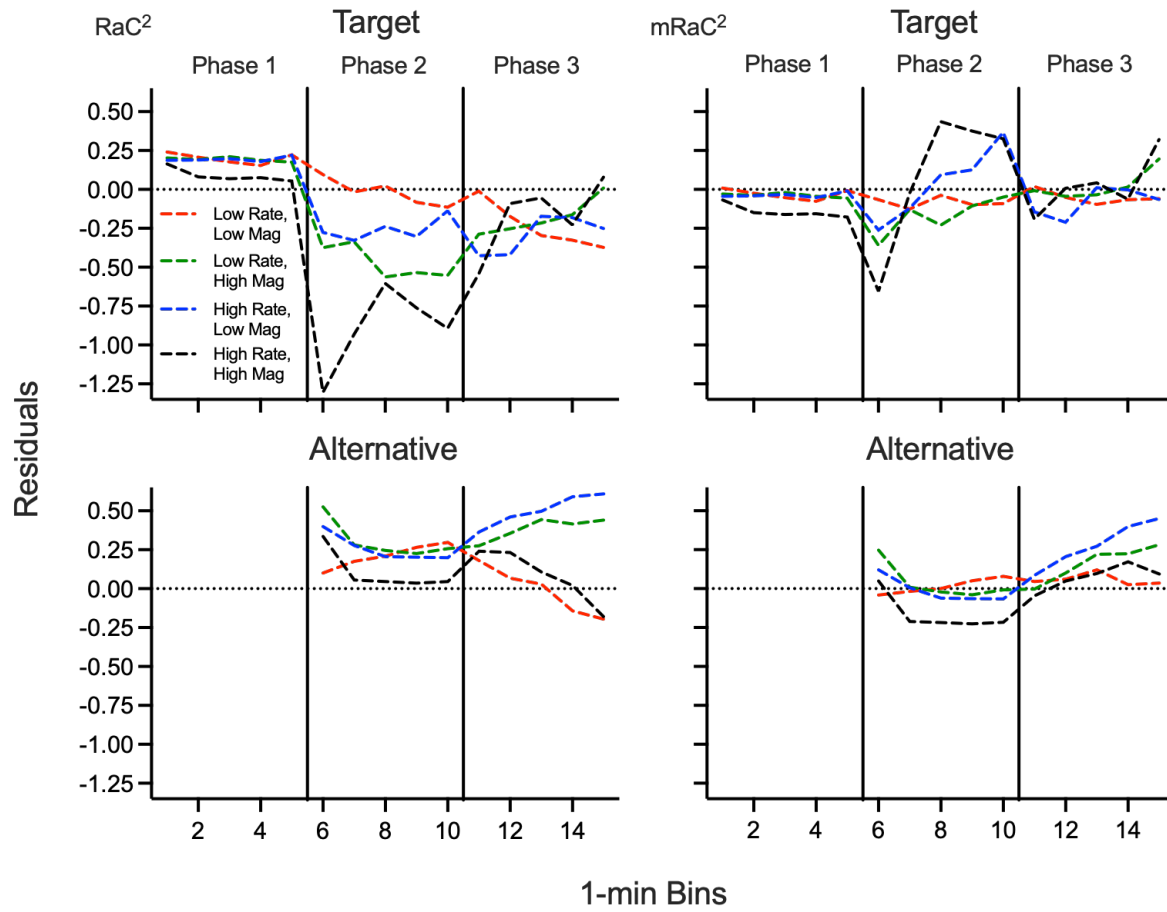 RaC²
Target
Phase 1 Phase 2 Phase 3
0.50
0.25
0.00
-0.25
-0.50
-0.75
-1.00
-1.25
Low Rate,
Low Mag
Low Rate,
High Mag
High Rate,
Low Mag
High Rate,
High Mag
mRaC²
Target
Phase 1 Phase 2 Phase 3
Residuals
Alternative
0.50
0.25
0.00
-0.25
-0.50
-0.75
-1.00
-1.25
2 4 6 8 10 12 14
Alternative
2 4 6 8 10 12 14
1-min Bins